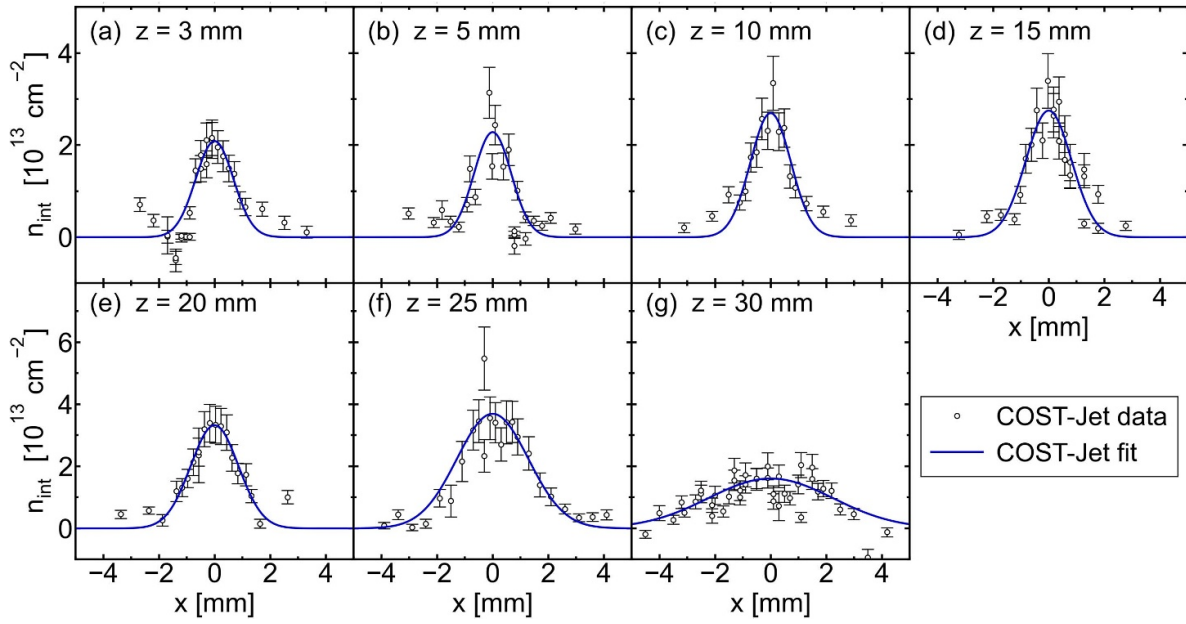 (a) z = 3 mm
(b) z = 5 mm
(c) z = 10 mm
(d) z = 15 mm
4
2
0
n_int [10^13 cm^−2]
−4 −2 0 2 4
x [mm]
(e) z = 20 mm
(f) z = 25 mm
(g) z = 30 mm
6
4
2
0
n_int [10^13 cm^−2]
−4 −2 0 2 4
x [mm]
−4 −2 0 2 4
x [mm]
−4 −2 0 2 4
x [mm]
COST-Jet data
COST-Jet fit